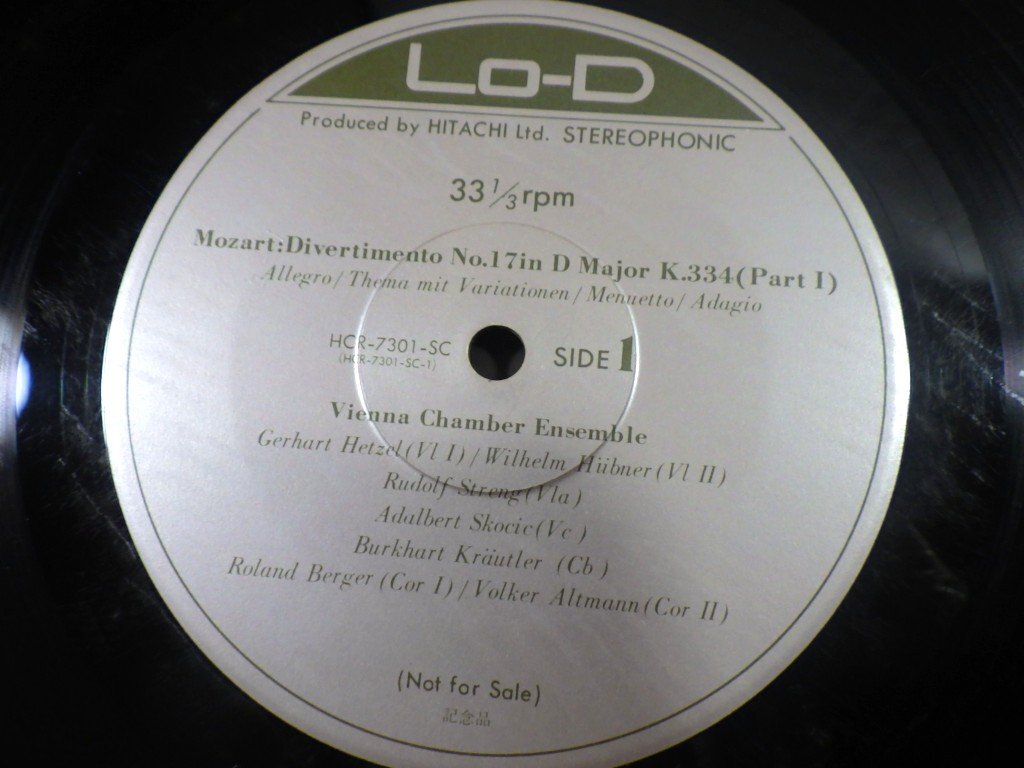 Lo-D
Produced by HITACHI Ltd. STEREOPHONIC
33 1/3 rpm
Mozart:Divertimento No.17in D Major K.334(Part I)
Allegro/Thema mit Variationen/Mennetto/Adagio
HCR-7301-SC
(HCR-7301-SC-1)
SIDE 1
Vienna Chamber Ensemble
Gerhart Hetzel(Vl I)/Wilhelm Hübner(Vl II)
Rudolf Streng(Vla)
Adalbert Skocic(Vc)
Burkhart Kräutler (Cb)
Roland Berger(Cor I)/Volker Altmann(Cor II)
(Not for Sale)
記念品